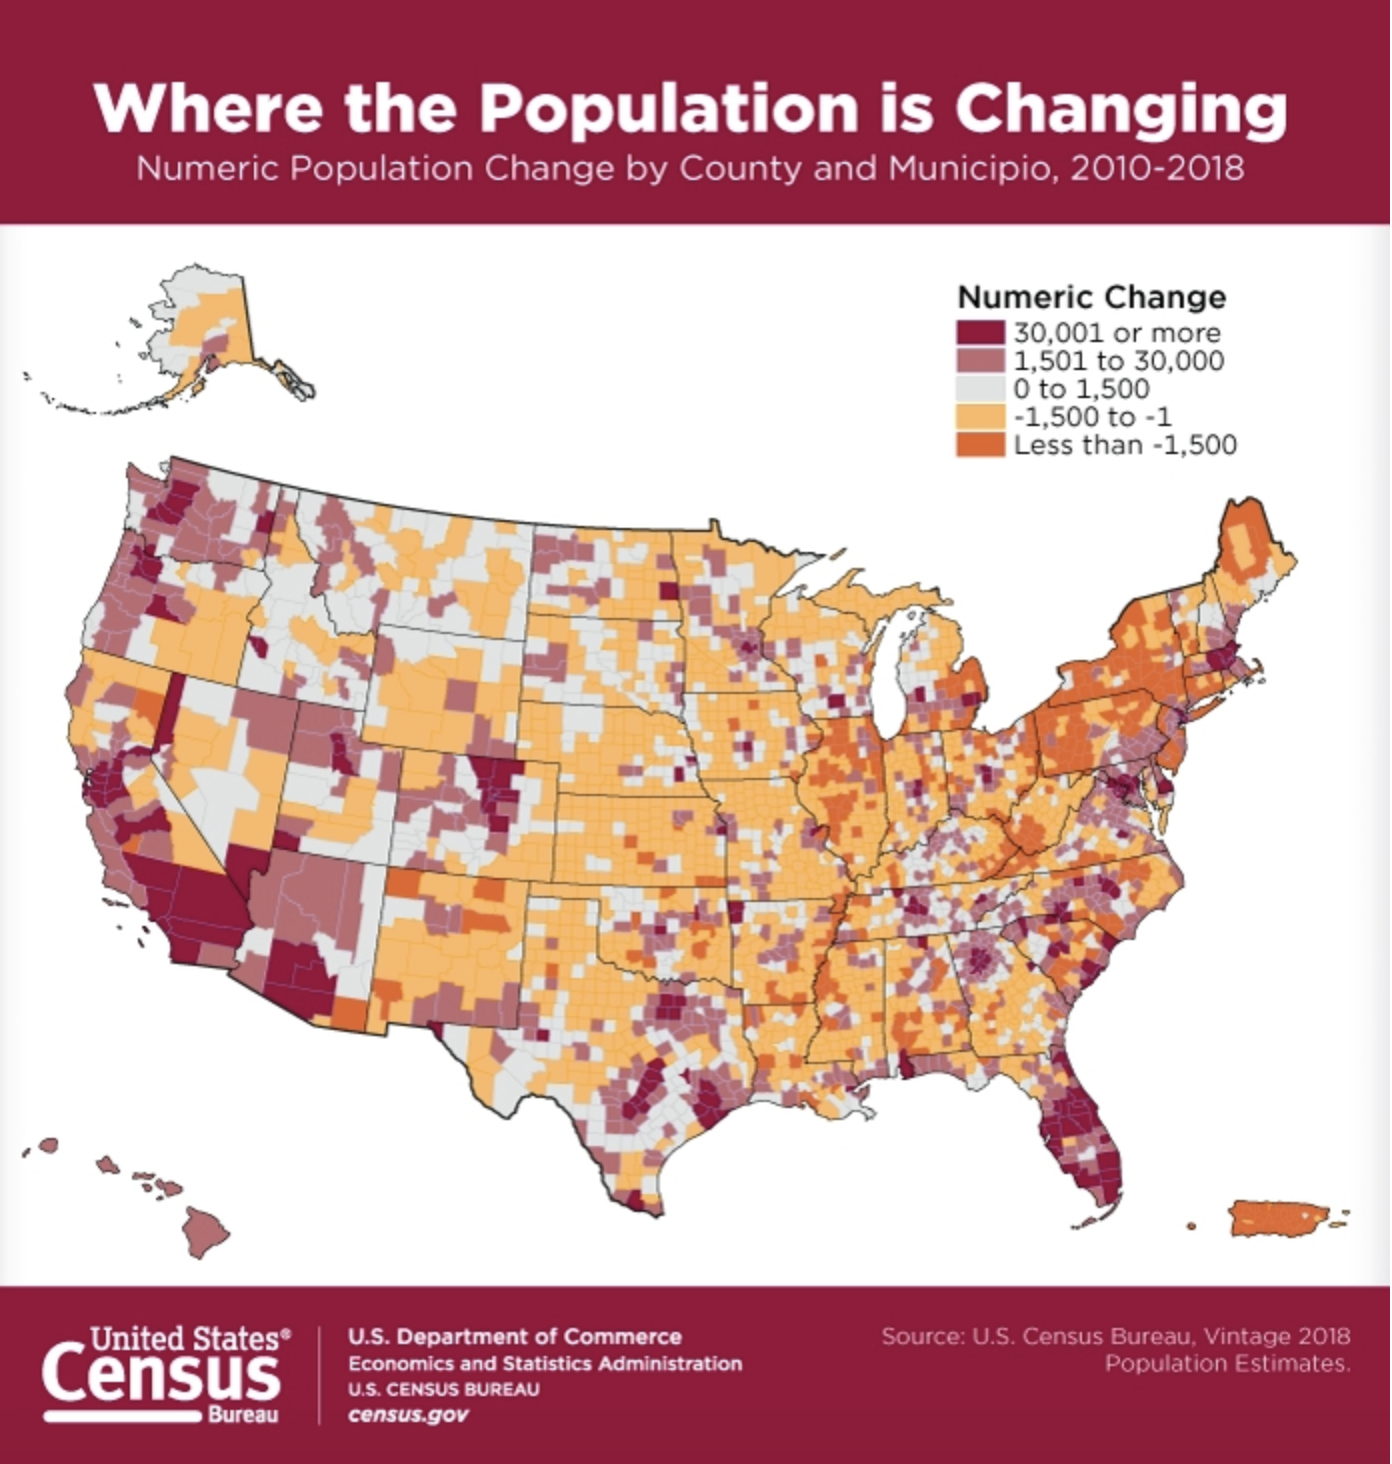 Where the Population is Changing
Numeric Population Change by County and Municipio, 2010-2018
Numeric Change
30,001 or more
1,501 to 30,000
0 to 1,500
-1,500 to -1
Less than -1,500
United States®
Census
Bureau
U.S. Department of Commerce
Economics and Statistics Administration
U.S. CENSUS BUREAU
census.gov
Source: U.S. Census Bureau, Vintage 2018
Population Estimates.